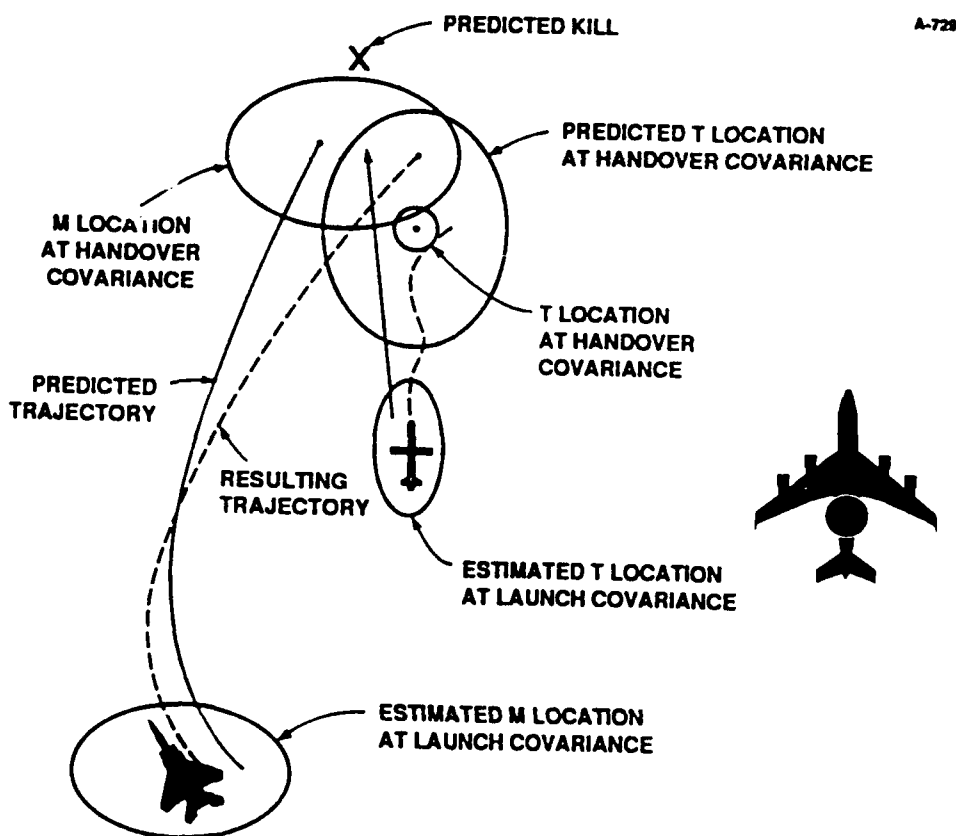 PREDICTED KILL
A-729
X
PREDICTED T LOCATION
AT HANDOVER COVARIANCE
M LOCATION
AT HANDOVER
COVARIANCE
T LOCATION
AT HANDOVER
COVARIANCE
PREDICTED
TRAJECTORY
RESULTING
TRAJECTORY
ESTIMATED T LOCATION
AT LAUNCH COVARIANCE
ESTIMATED M LOCATION
AT LAUNCH COVARIANCE